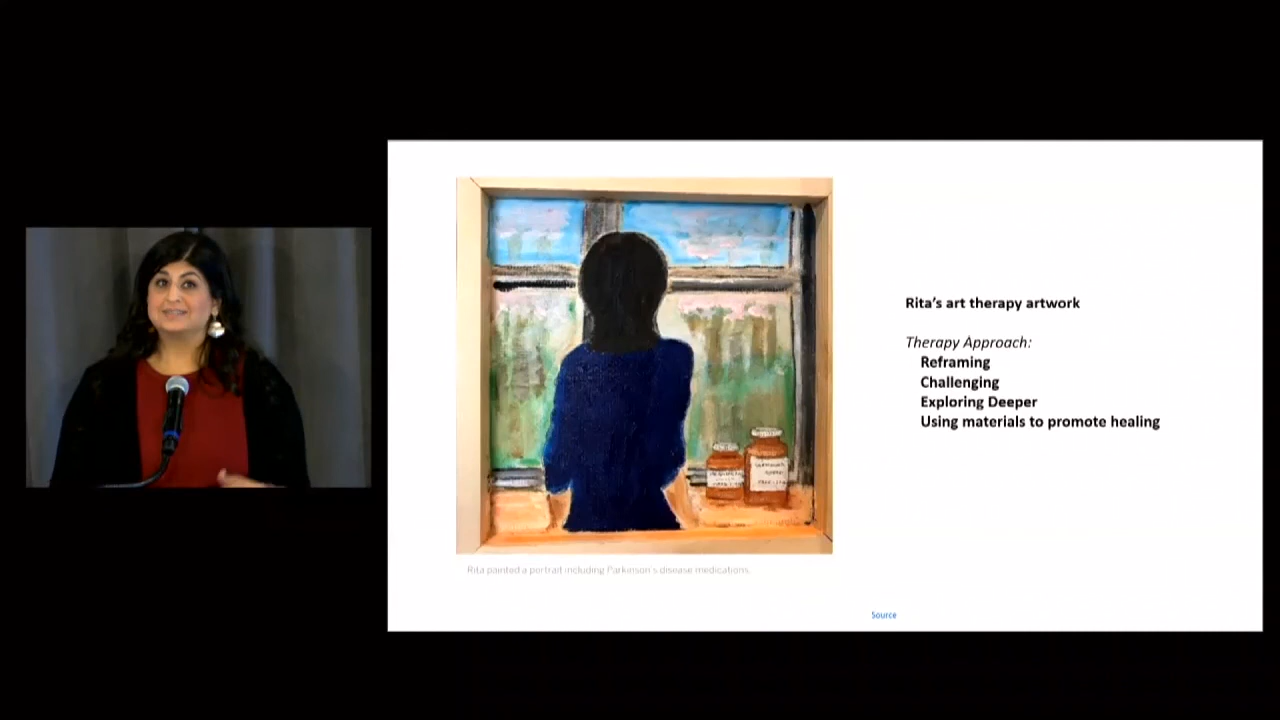 Rita's art therapy artwork
Therapy Approach:
Reframing
Challenging
Exploring Deeper
Using materials to promote healing
Rita painted a portrait including Parkinson's disease medications.
Source